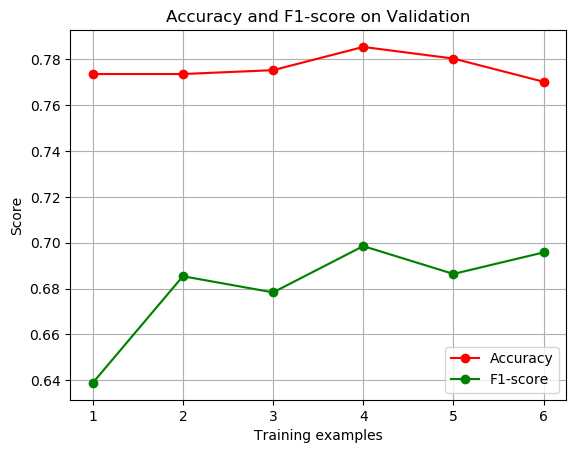 Accuracy and F1-score on Validation
Score
0.78
0.76
0.74
0.72
0.70
0.68
0.66
0.64
Accuracy
F1-score
1 2 3 4 5 6
Training examples